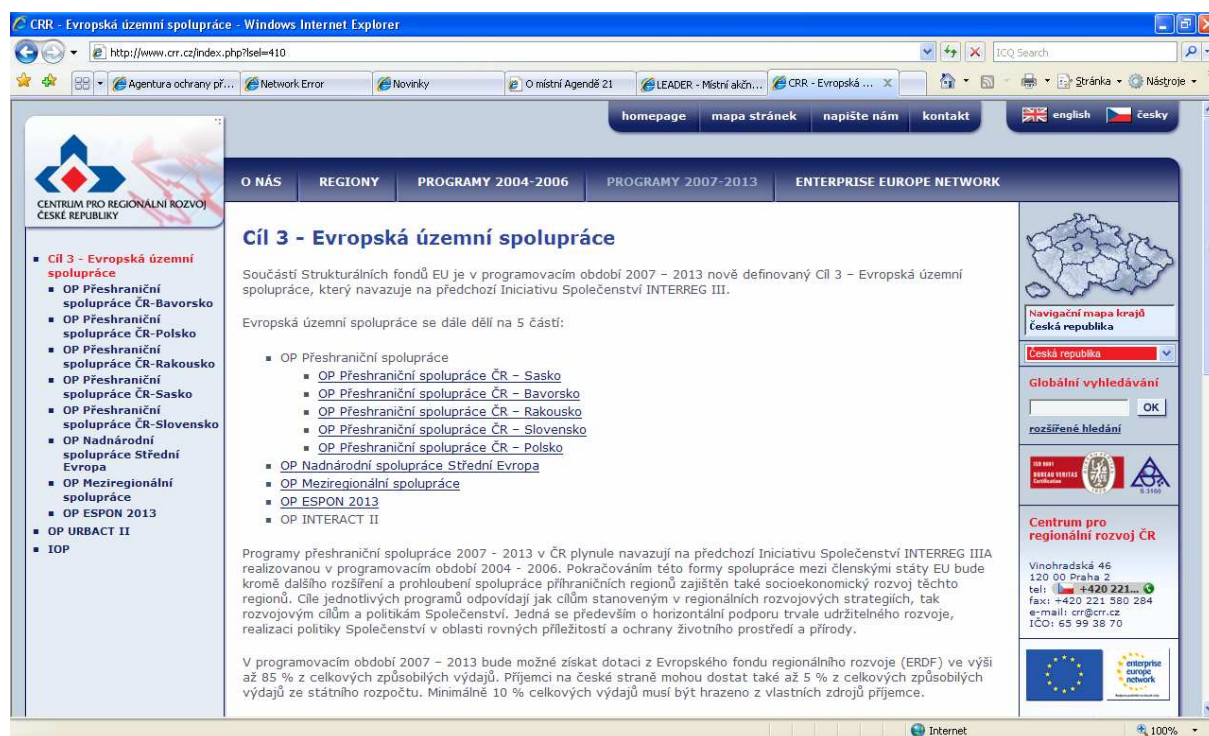 CRR - Evropská územní spolupráce - Windows Internet Explorer
http://www.crr.cz/index.php?lsel=410
ICQ Search
Agentura ochrany př...
Network Error
Novinky
O místní Agendě 21
LEADER - Místní akčn...
CRR - Evropská ...
Stránka
Nástroje
homepage
mapa stránek
napište nám
kontakt
english
česky
CENTRUM PRO REGIONÁLNÍ ROZVOJ
ČESKÉ REPUBLIKY
O NÁS
REGIONY
PROGRAMY 2004-2006
PROGRAMY 2007-2013
ENTERPRISE EUROPE NETWORK
Cíl 3 - Evropská územní
spolupráce
OP Přeshraniční
spolupráce ČR-Bavorsko
OP Přeshraniční
spolupráce ČR-Polsko
OP Přeshraniční
spolupráce ČR-Rakousko
OP Přeshraniční
spolupráce ČR-Sasko
OP Přeshraniční
spolupráce ČR-Slovensko
OP Nadnárodní
spolupráce Střední
Evropa
OP Meziregionální
spolupráce
OP ESPON 2013
OP URBACT II
IOP
Cíl 3 - Evropská územní spolupráce
Součástí Strukturálních fondů EU je v programovacím období 2007 – 2013 nově definovaný Cíl 3 – Evropská územní
spolupráce, který navazuje na předchozí Iniciativu Společenství INTERREG III.
Evropská územní spolupráce se dále dělí na 5 částí:
OP Přeshraniční spolupráce
OP Přeshraniční spolupráce ČR – Sasko
OP Přeshraniční spolupráce ČR – Bavorsko
OP Přeshraniční spolupráce ČR – Rakousko
OP Přeshraniční spolupráce ČR – Slovensko
OP Přeshraniční spolupráce ČR – Polsko
OP Nadnárodní spolupráce Střední Evropa
OP Meziregionální spolupráce
OP ESPON 2013
OP INTERACT II
Programy přeshraniční spolupráce 2007 - 2013 v ČR plynule navazují na předchozí Iniciativu Společenství INTERREG IIIA
realizovanou v programovacím období 2004 - 2006. Pokračováním této formy spolupráce mezi členskými státy EU bude
kromě dalšího rozšíření a prohloubení spolupráce příhraničních regionů zajištěn také socioekonomický rozvoj těchto
regionů. Cíle jednotlivých programů odpovídají jak cílům stanoveným v regionálních rozvojových strategiích, tak
rozvojovým cílům a politikám Společenství. Jedná se především o horizontální podporu trvale udržitelného rozvoje,
realizaci politiky Společenství v oblasti rovných příležitostí a ochrany životního prostředí a přírody.
V programovacím období 2007 – 2013 bude možné získat dotaci z Evropského fondu regionálního rozvoje (ERDF) ve výši
až 85 % z celkových způsobilých výdajů. Příjemci na české straně mohou dostat také až 5 % z celkových způsobilých
výdajů ze státního rozpočtu. Minimálně 10 % celkových výdajů musí být hrazeno z vlastních zdrojů příjemce.
Navigační mapa krajů
Česká republika
Česká republika
Globální vyhledávání
OK
rozšířené hledání
ISO 9001
BUREAU VERITAS
Certification
S 3100
Centrum pro
regionální rozvoj ČR
Vinohradská 46
120 00 Praha 2
tel: +420 221...
fax: +420 221 580 284
e-mail: crr@crr.cz
IČO: 65 99 38 70
enterprise
europe
network
Internet
100%